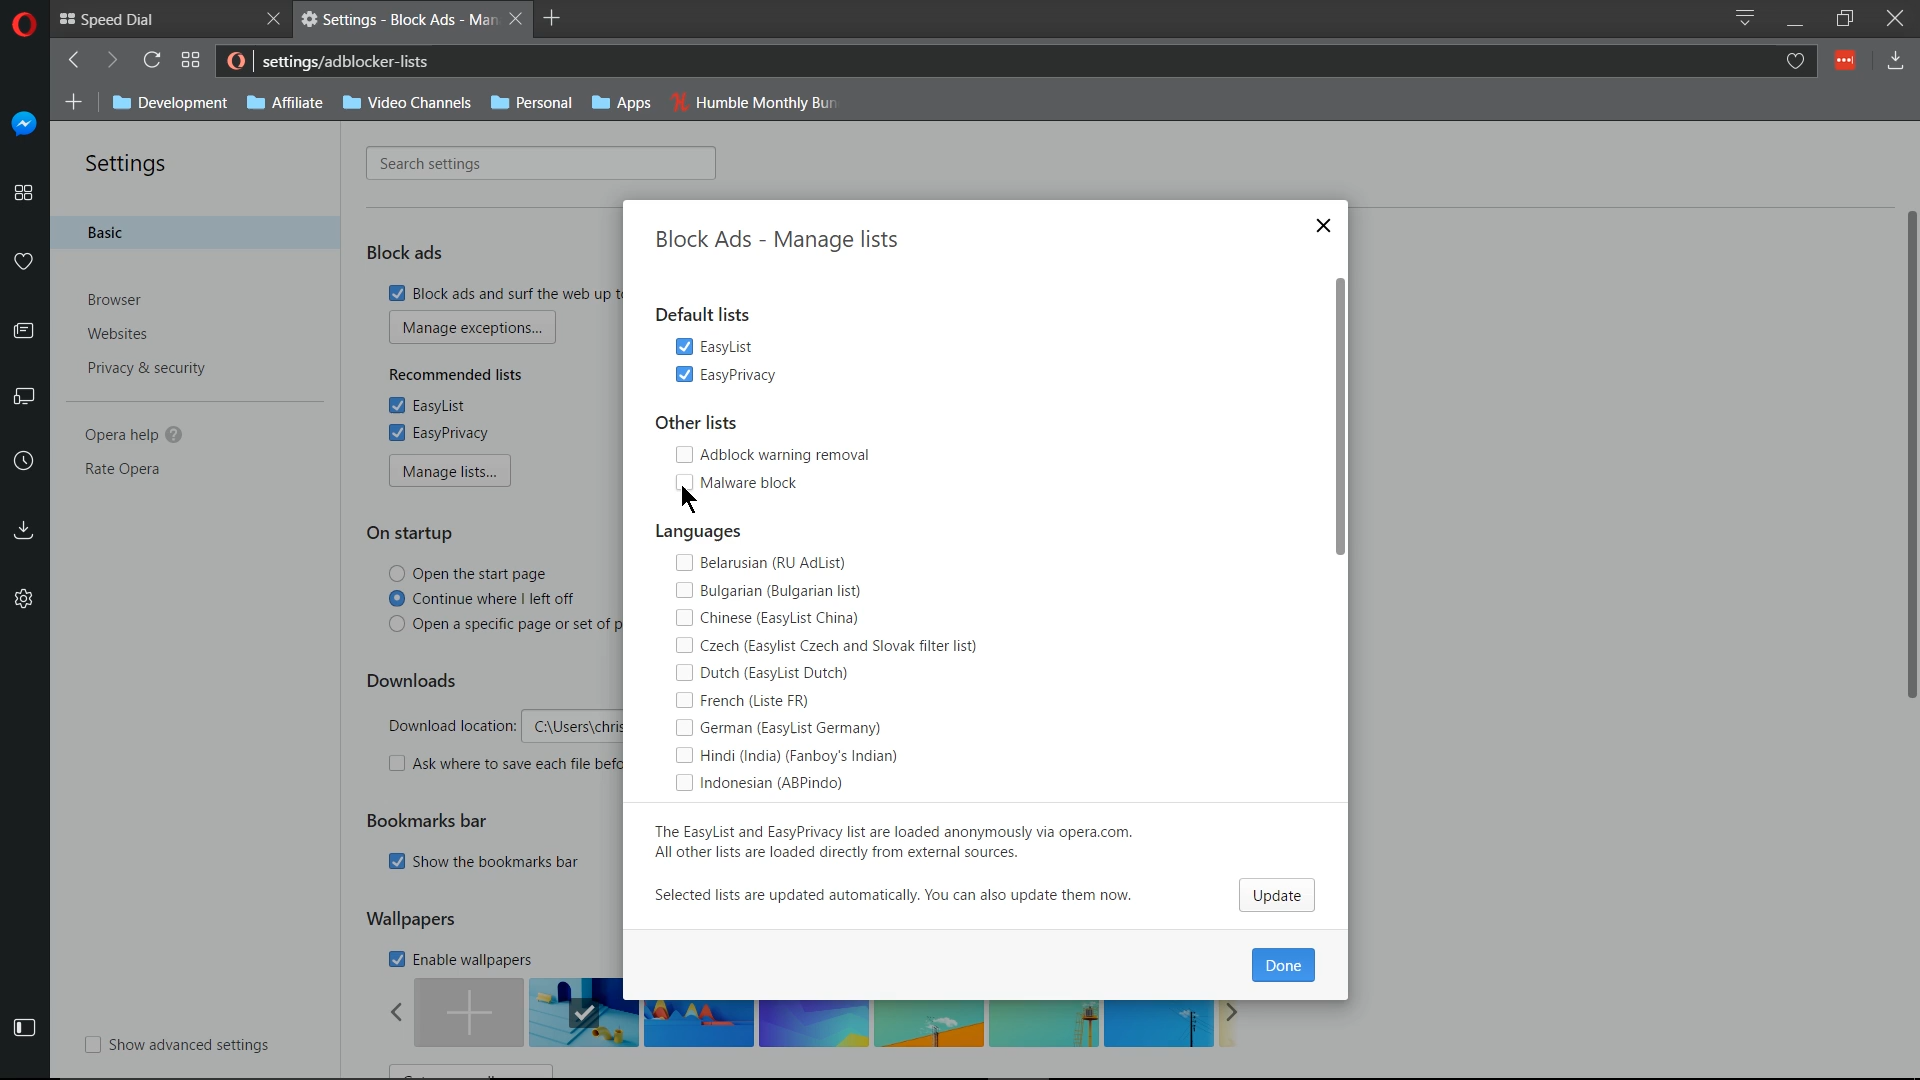 Speed Dial
Settings - Block Ads - Man
settings/adblocker-lists
Development
Affiliate
Video Channels
Personal
Apps
Humble Monthly Bun
Settings
Basic
Browser
Websites
Privacy & security
Opera help ?
Rate Opera
Show advanced settings
Search settings
Block ads
Block ads and surf the web up to
Manage exceptions...
Recommended lists
EasyList
EasyPrivacy
Manage lists...
On startup
Open the start page
Continue where I left off
Open a specific page or set of p
Downloads
Download location: C:\Users\chris
Ask where to save each file befo
Bookmarks bar
Show the bookmarks bar
Wallpapers
Enable wallpapers
Block Ads - Manage lists
Default lists
EasyList
EasyPrivacy
Other lists
Adblock warning removal
Malware block
Languages
Belarusian (RU AdList)
Bulgarian (Bulgarian list)
Chinese (EasyList China)
Czech (Easylist Czech and Slovak filter list)
Dutch (EasyList Dutch)
French (Liste FR)
German (EasyList Germany)
Hindi (India) (Fanboy's Indian)
Indonesian (ABPindo)
The EasyList and EasyPrivacy list are loaded anonymously via opera.com.
All other lists are loaded directly from external sources.
Selected lists are updated automatically. You can also update them now.
Update
Done